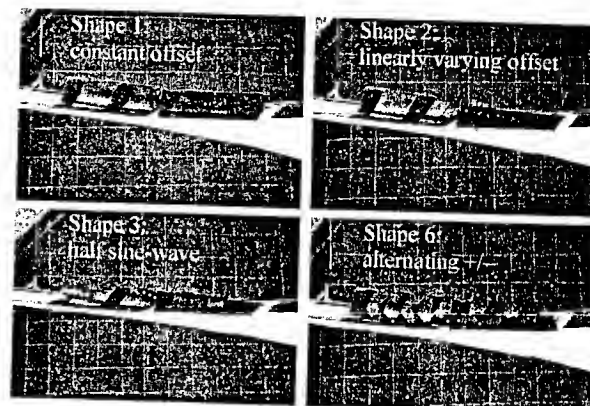 Shape 1:
constant offset
Shape 2:
linearly varying offset
Shape 3:
half sine-wave
Shape 6:
alternating +/-